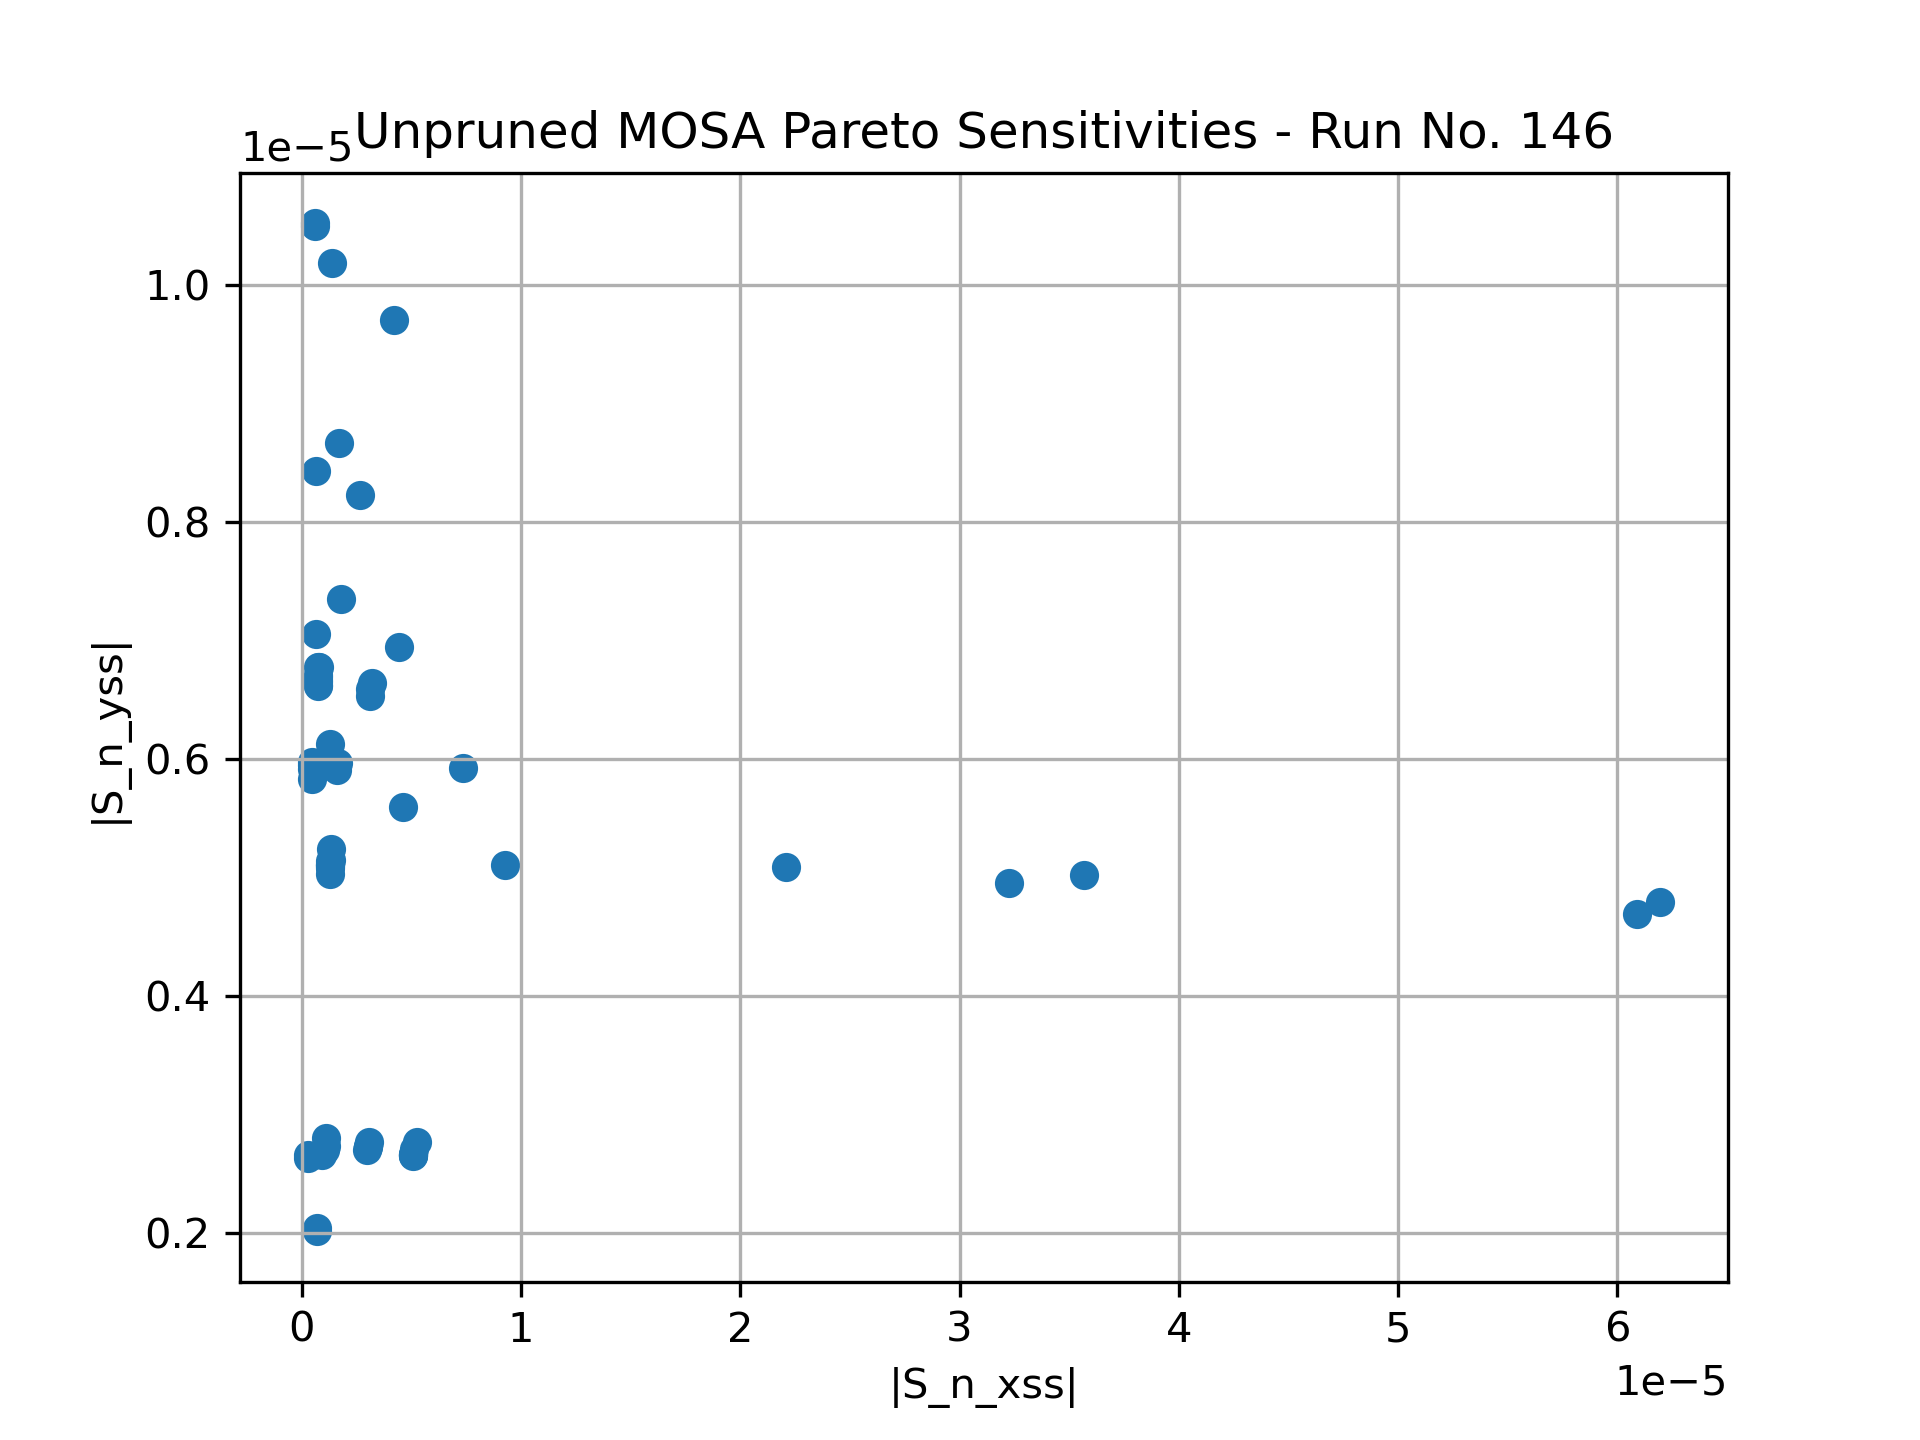 Unpruned MOSA Pareto Sensitivities - Run No. 146
1e−5
1.0
0.8
0.6
0.4
0.2
|S_n_yss|
0 1 2 3 4 5 6
1e−5
|S_n_xss|